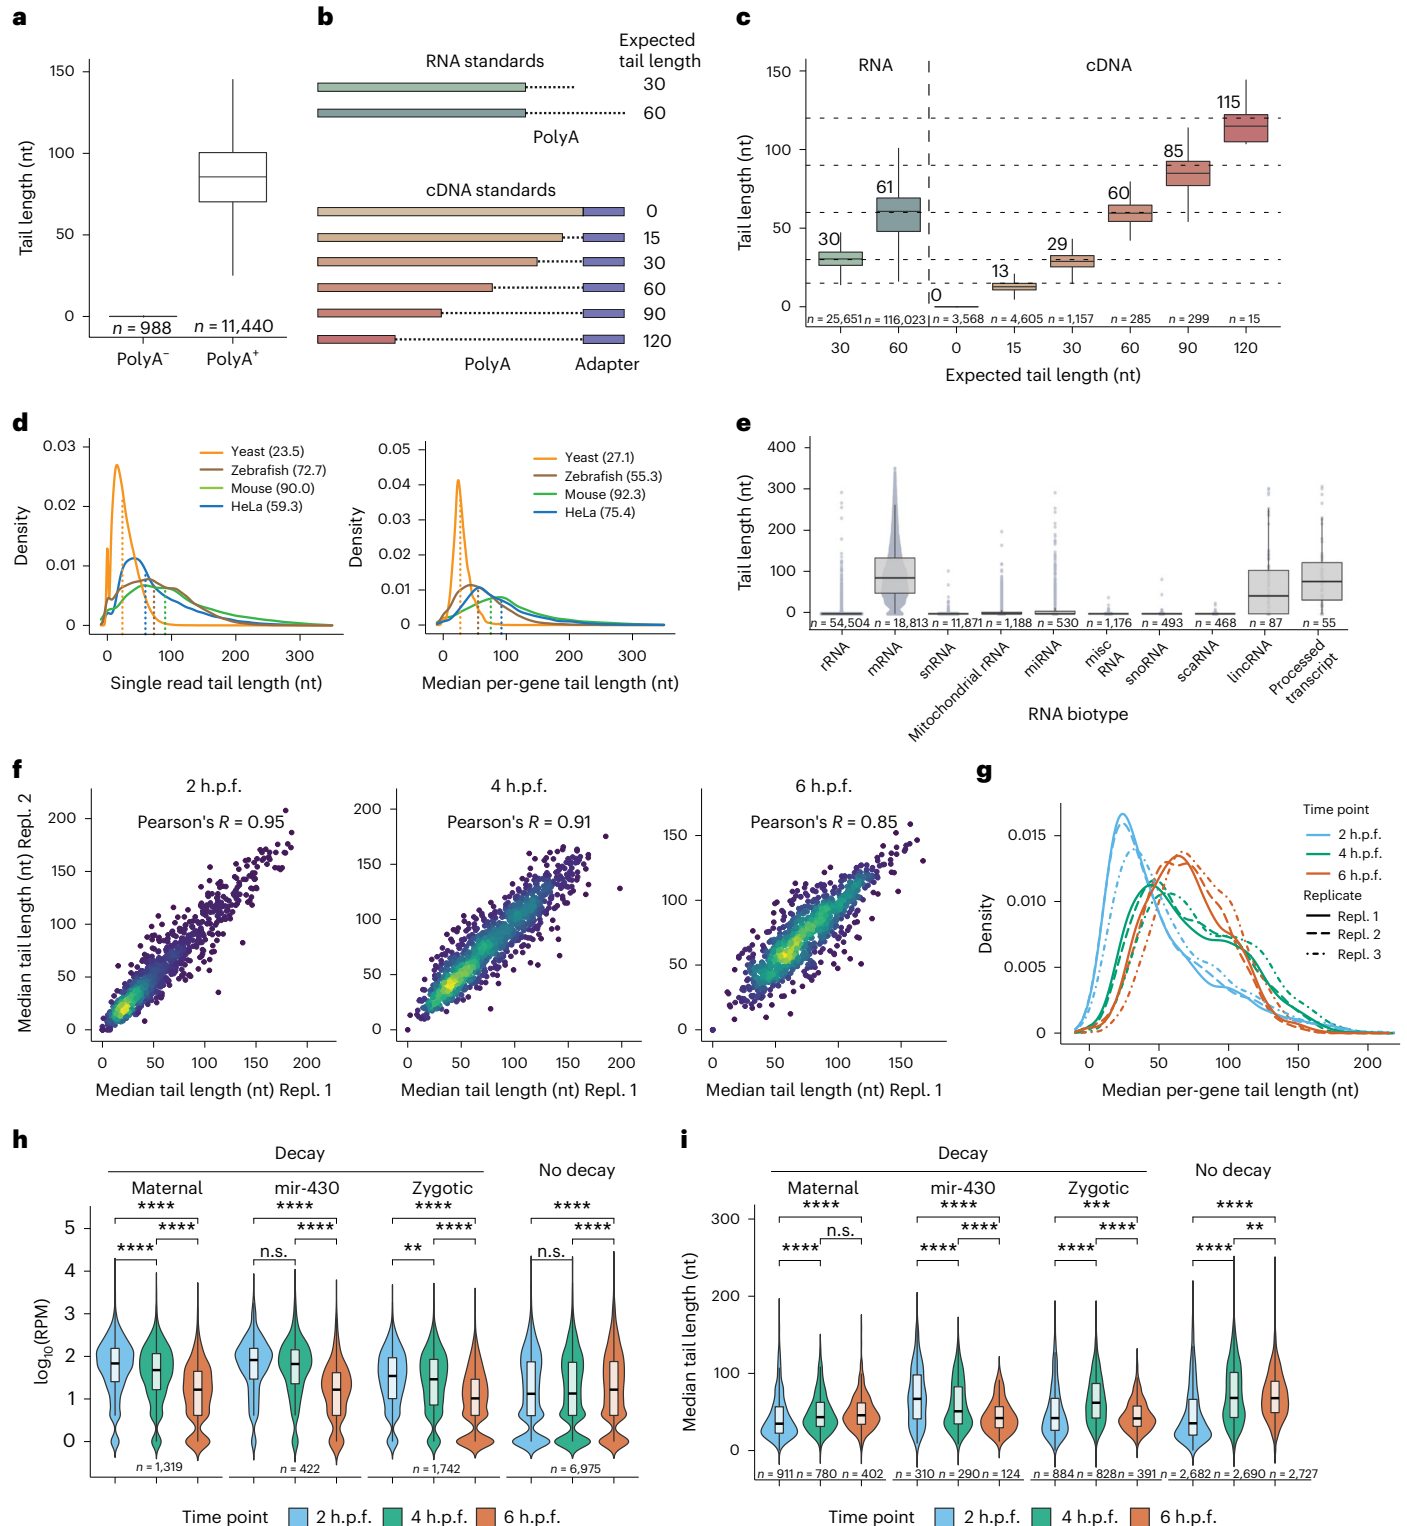 a
Tail length (nt)
150
100
50
0
n = 988
n = 11,440
PolyA⁻
PolyA⁺
b
RNA standards
Expected
tail length
30
60
PolyA
cDNA standards
0
15
30
60
90
120
PolyA
Adapter
c
RNA
cDNA
Tail length (nt)
150
100
50
0
30
61
0
13
29
60
85
115
n = 25,651
n = 116,023
n = 3,568
n = 4,605
n = 1,157
n = 285
n = 299
n = 15
30
60
0
15
30
60
90
120
Expected tail length (nt)
d
Density
0.03
0.02
0.01
0
Yeast (23.5)
Zebrafish (72.7)
Mouse (90.0)
HeLa (59.3)
0
100
200
300
Single read tail length (nt)
Density
0.05
0.04
0.03
0.02
0.01
0
Yeast (27.1)
Zebrafish (55.3)
Mouse (92.3)
HeLa (75.4)
0
100
200
300
Median per-gene tail length (nt)
e
Tail length (nt)
400
300
200
100
0
n = 54,504
n = 18,813
n = 11,871
n = 1,188
n = 530
n = 1,176
n = 493
n = 468
n = 87
n = 55
rRNA
mRNA
snRNA
Mitochondrial rRNA
miRNA
misc
RNA
snoRNA
scaRNA
lincRNA
Processed
transcript
RNA biotype
f
Median tail length (nt) Repl. 2
2 h.p.f.
Pearson's R = 0.95
200
150
100
50
0
0
50
100
150
200
Median tail length (nt) Repl. 1
4 h.p.f.
Pearson's R = 0.91
200
150
100
50
0
0
50
100
150
200
Median tail length (nt) Repl. 1
6 h.p.f.
Pearson's R = 0.85
150
100
50
0
0
50
100
150
Median tail length (nt) Repl. 1
g
Density
0.015
0.010
0.005
0
Time point
2 h.p.f.
4 h.p.f.
6 h.p.f.
Replicate
Repl. 1
Repl. 2
Repl. 3
0
50
100
150
200
Median per-gene tail length (nt)
h
Decay
No decay
Maternal
mir-430
Zygotic
**** **** **** ****
**** **** **** ****
**** n.s. ** n.s.
log₁₀(RPM)
5
4
3
2
1
0
n = 1,319
n = 422
n = 1,742
n = 6,975
Time point
2 h.p.f.
4 h.p.f.
6 h.p.f.
i
Decay
No decay
Maternal
mir-430
Zygotic
**** **** *** ****
n.s. **** **** **
**** **** **** ****
Median tail length (nt)
300
200
100
0
n = 911
n = 780
n = 402
n = 310
n = 290
n = 124
n = 884
n = 828
n = 391
n = 2,682
n = 2,690
n = 2,727
Time point
2 h.p.f.
4 h.p.f.
6 h.p.f.